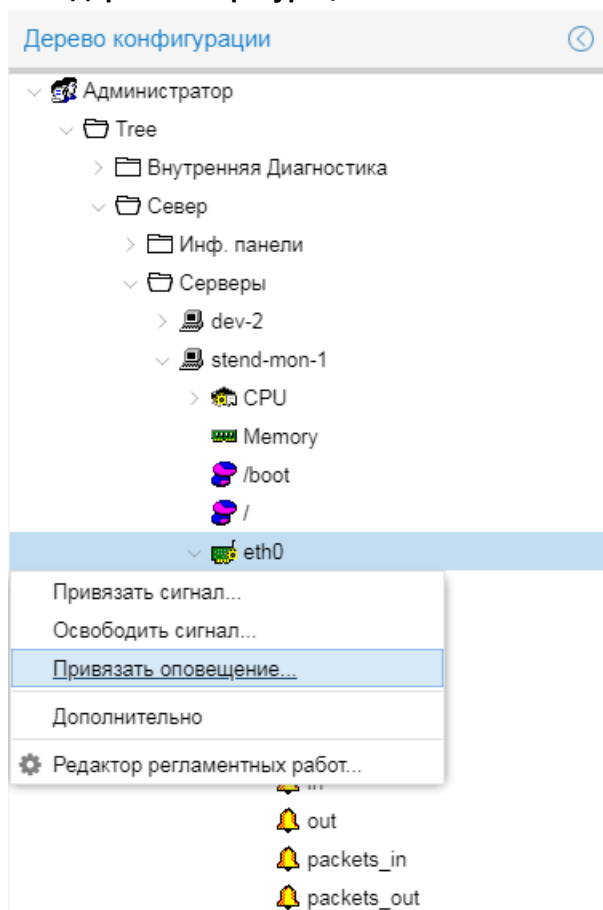 Дерево конфигурации
Администратор
Tree
Внутренняя Диагностика
Север
Инф. панели
Серверы
dev-2
stend-mon-1
CPU
Memory
/boot
/
eth0
Привязать сигнал...
Освободить сигнал...
Привязать оповещение...
Дополнительно
Редактор регламентных работ...
out
packets_in
packets_out